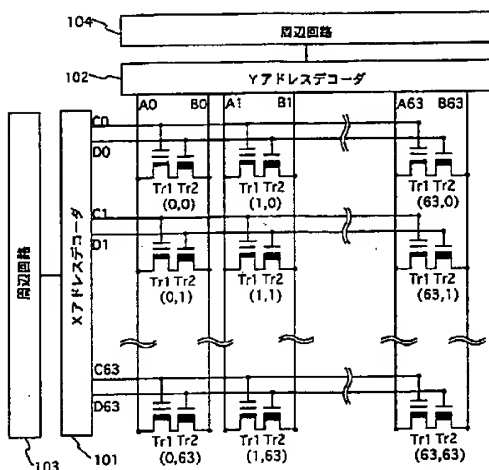 104
周辺回路
102
Yアドレスデコーダ
A0 B0 A1 B1 A63 B63
C0
D0
Tr1 Tr2 Tr1 Tr2 Tr1 Tr2
(0,0) (1,0) (63,0)
C1
D1
Tr1 Tr2 Tr1 Tr2 Tr1 Tr2
(0,1) (1,1) (63,1)
周辺回路
Xアドレスデコーダ
C63
D63
Tr1 Tr2 Tr1 Tr2 Tr1 Tr2
(0,63) (1,63) (63,63)
103
101